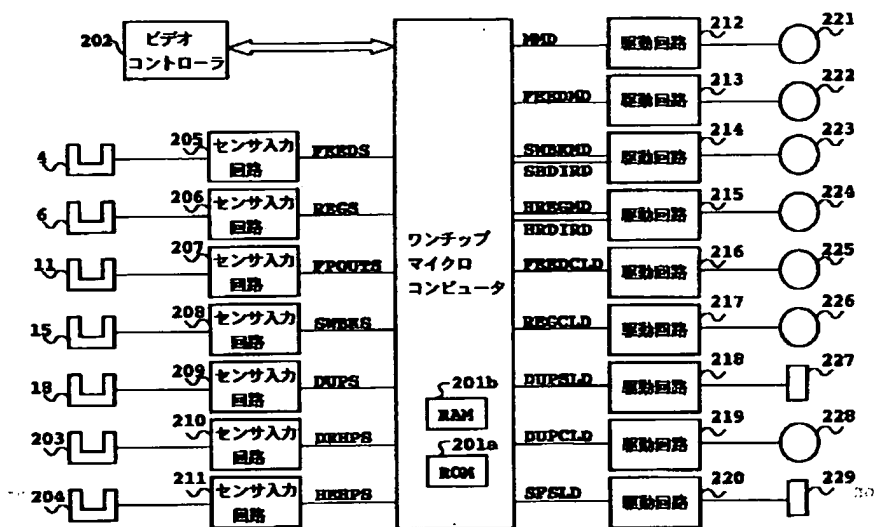 202
ビデオ
コントローラ
4
205
センサ入力
回路
FEEDS
6
206
センサ入力
回路
REGS
11
207
センサ入力
回路
FPOUTS
15
208
センサ入力
回路
SWBKS
18
209
センサ入力
回路
DUPS
203
210
センサ入力
回路
DRHPS
204
211
センサ入力
回路
HRHPS
ワンチップ
マイクロ
コンピュータ
201b
RAM
201a
ROM
MMD
駆動回路
212
221
FEEDMD
駆動回路
213
222
SWBKMD
SBDIRD
駆動回路
214
223
HREGMD
HRDIRD
駆動回路
215
224
FEEDCLD
駆動回路
216
225
REGCLD
駆動回路
217
226
DUPSLD
駆動回路
218
227
DUPCLD
駆動回路
219
228
SPSLD
駆動回路
220
229